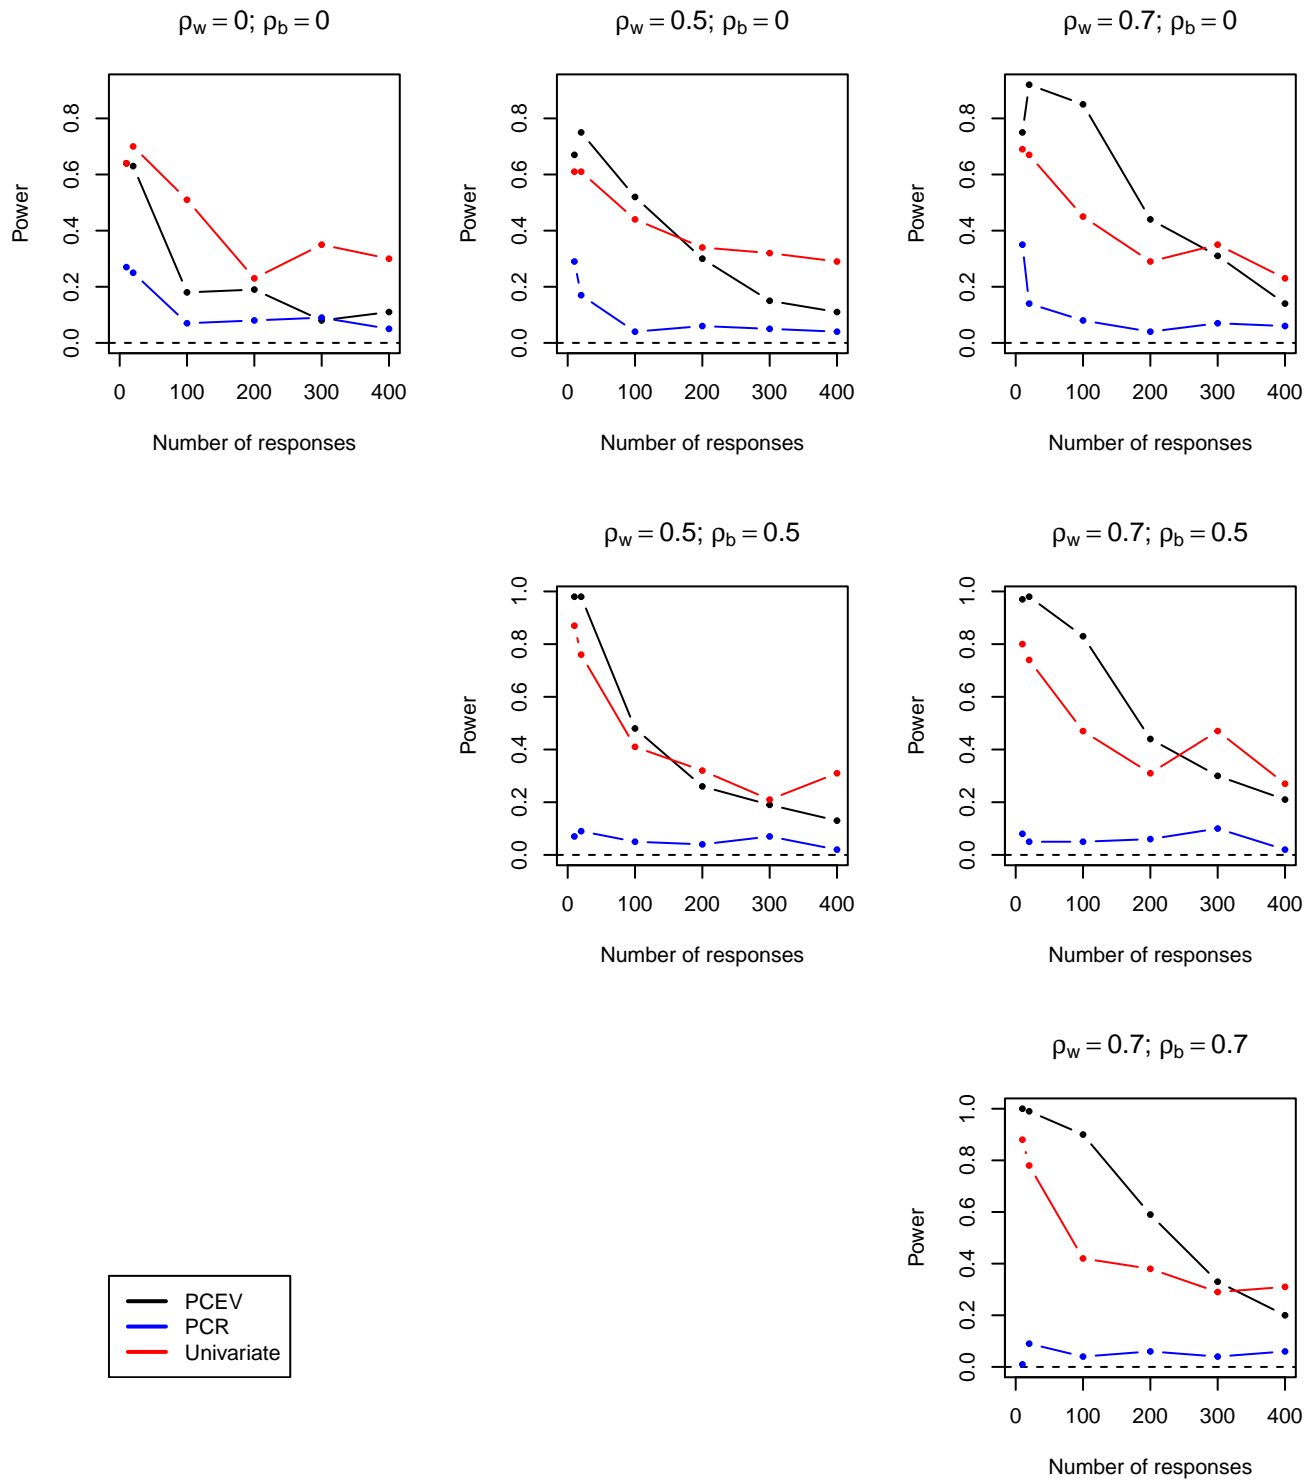 ρw = 0; ρb = 0
ρw = 0.5; ρb = 0
ρw = 0.7; ρb = 0
Power
0.0 0.2 0.4 0.6 0.8
0 100 200 300 400
Number of responses
Power
0.0 0.2 0.4 0.6 0.8
0 100 200 300 400
Number of responses
Power
0.0 0.2 0.4 0.6 0.8
0 100 200 300 400
Number of responses
ρw = 0.5; ρb = 0.5
ρw = 0.7; ρb = 0.5
Power
0.0 0.2 0.4 0.6 0.8 1.0
0 100 200 300 400
Number of responses
Power
0.0 0.2 0.4 0.6 0.8 1.0
0 100 200 300 400
Number of responses
ρw = 0.7; ρb = 0.7
Power
0.0 0.2 0.4 0.6 0.8 1.0
0 100 200 300 400
Number of responses
PCEV
PCR
Univariate